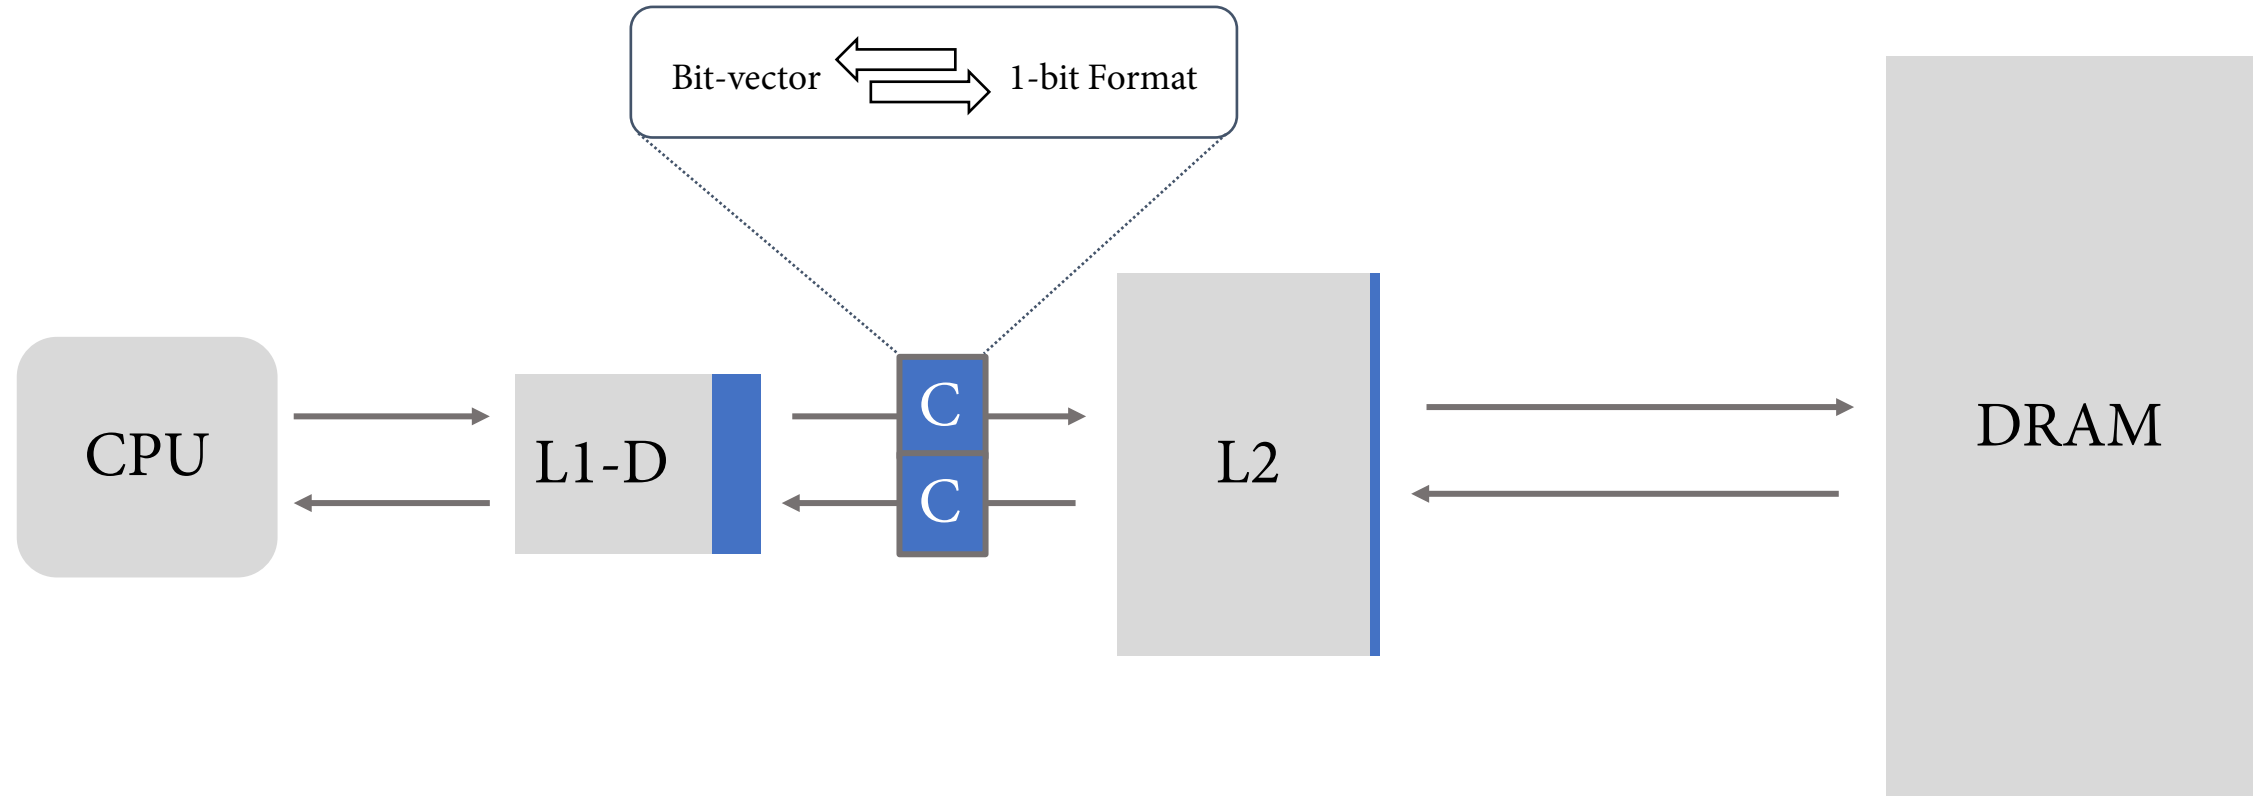 Bit-vector 1-bit Format
CPU
L1-D
C
C
L2
DRAM